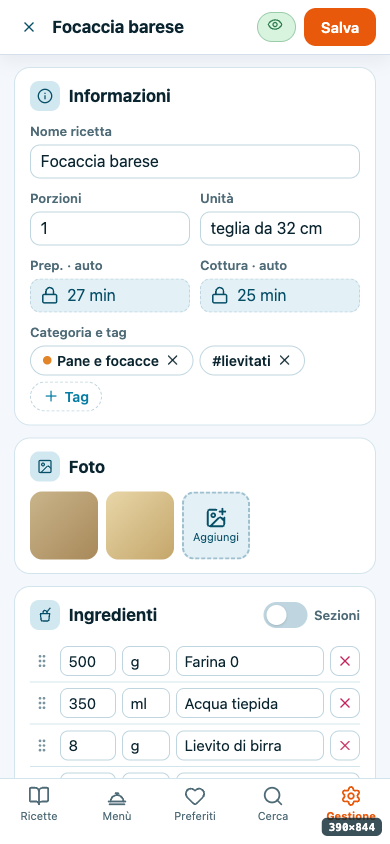 Focaccia barese
Salva
Informazioni
Nome ricetta
Focaccia barese
Porzioni
Unità
1
teglia da 32 cm
Prep. · auto
Cottura · auto
27 min
25 min
Categoria e tag
Pane e focacce
#lievitati
Tag
Foto
Aggiungi
Ingredienti
Sezioni
500
g
Farina 0
350
ml
Acqua tiepida
8
g
Lievito di birra
Ricette
Menù
Preferiti
Cerca
Gestione
390×844